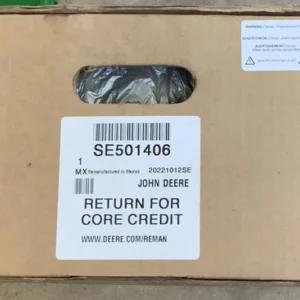 SE501406
1
MX Remanufactured in Mexico 20221012SE
JOHN DEERE
RETURN FOR
CORE CREDIT
WWW.DEERE.COM/REMAN